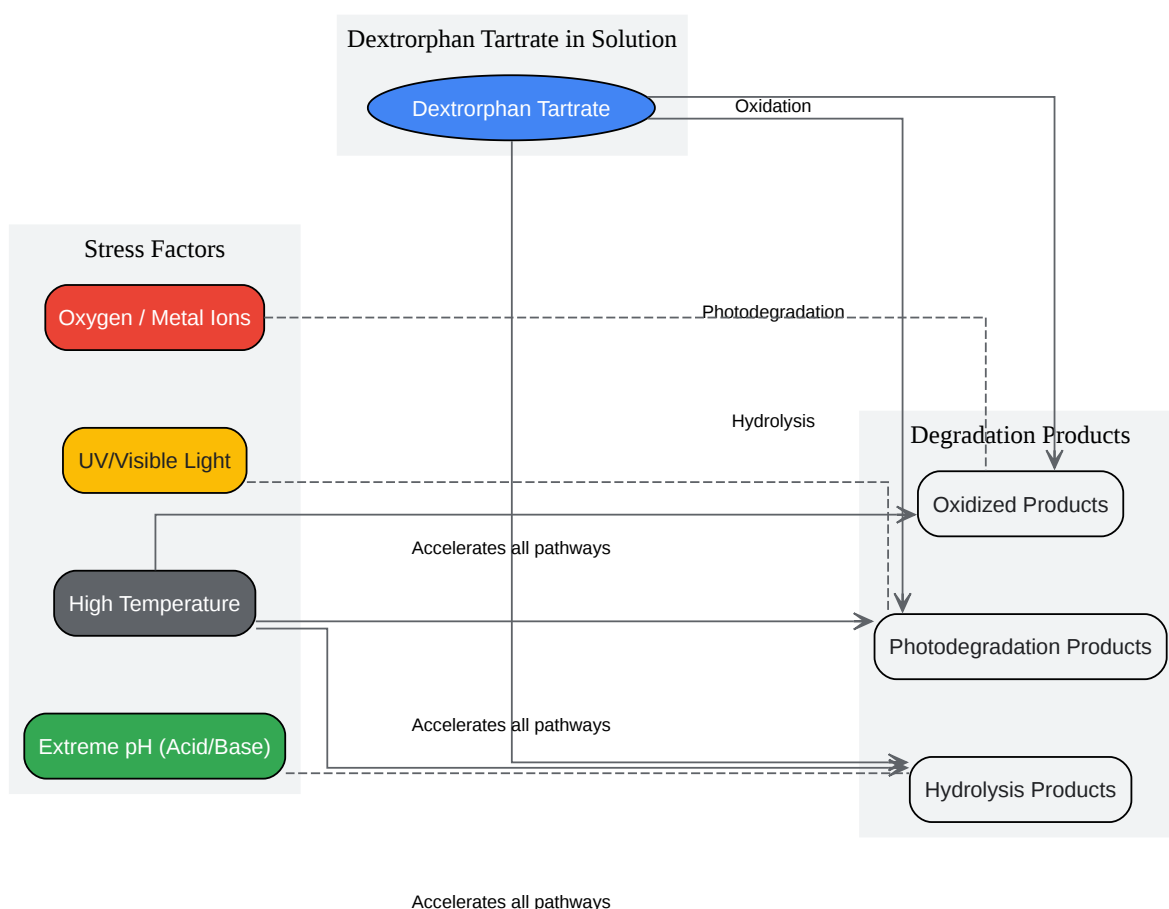 Dextrorphan Tartrate in Solution
Dextrorphan Tartrate
Oxidation
Stress Factors
Oxygen / Metal Ions
Photodegradation
Hydrolysis
Degradation Products
UV/Visible Light
Oxidized Products
Accelerates all pathways
High Temperature
Photodegradation Products
Accelerates all pathways
Extreme pH (Acid/Base)
Hydrolysis Products
Accelerates all pathways